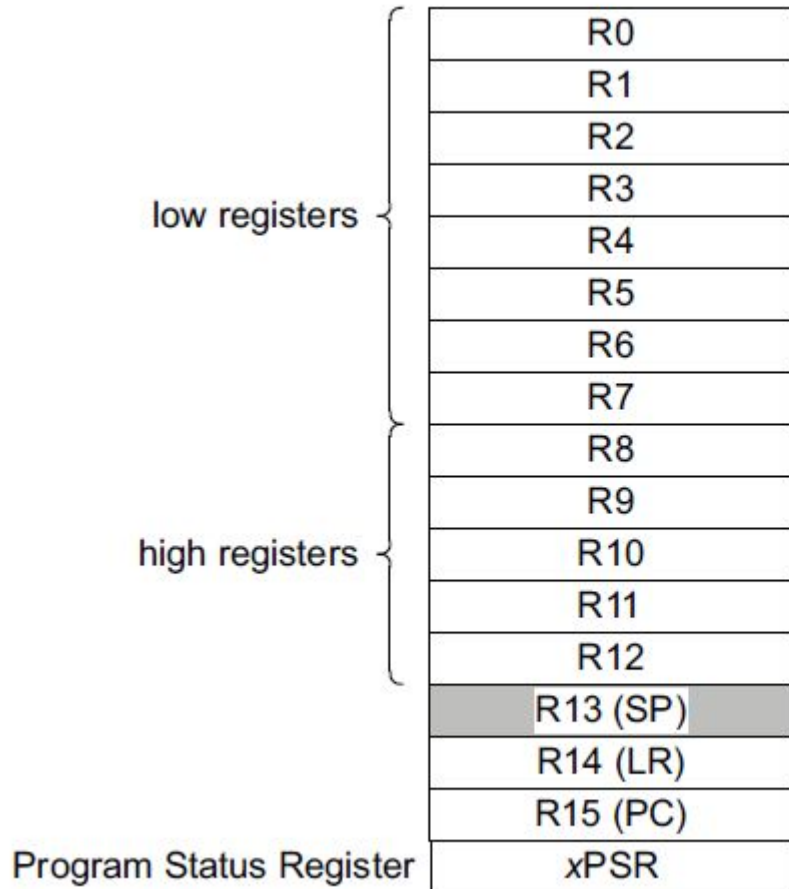 R0
R1
R2
R3
low registers
R4
R5
R6
R7
R8
R9
high registers
R10
R11
R12
R13 (SP)
R14 (LR)
R15 (PC)
Program Status Register
xPSR